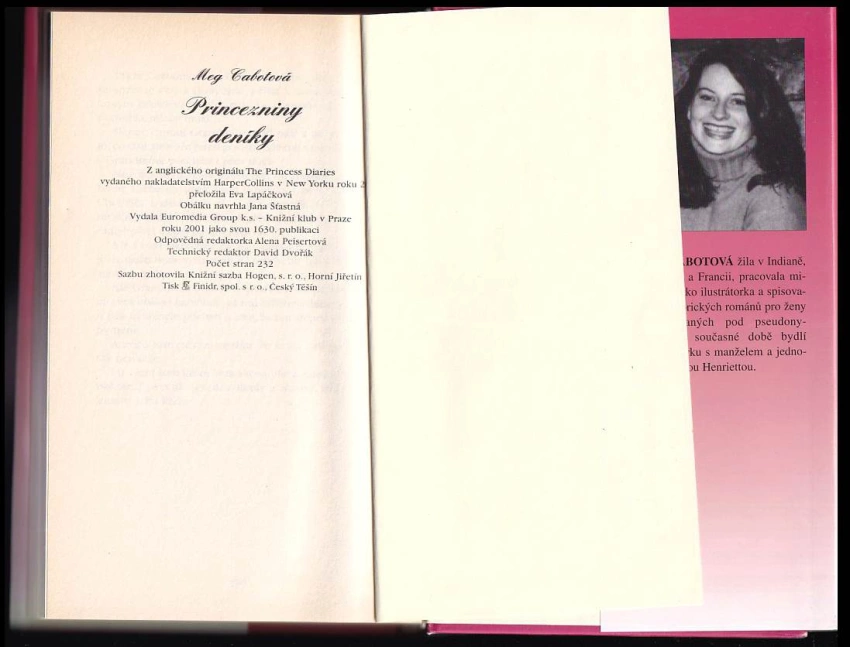 Meg Cabotová
Princezniny
deníky
Z anglického originálu The Princess Diaries
vydaného nakladatelstvím HarperCollins v New Yorku roku 2
přeložila Eva Lapáčková
Obálku navrhla Jana Šťastná
Vydala Euromedia Group k.s. – Knižní klub v Praze
roku 2001 jako svou 1630. publikaci
Odpovědná redaktorka Alena Peisertová
Technický redaktor David Dvořák
Počet stran 232
Sazbu zhotovila Knižní sazba Hogen, s. r. o., Horní Jiřetín
Tisk Finidr, spol. s r. o., Český Těšín
ABOTOVÁ žila v Indianě,
a Francii, pracovala mi-
ko ilustrátorka a spisova-
rických románů pro ženy
aných pod pseudony-
současné době bydlí
rku s manželem a jedno-
ou Henriettou.